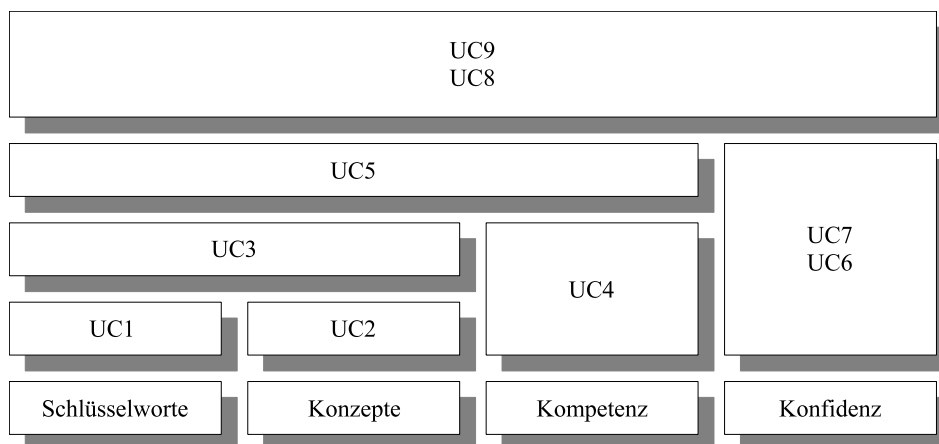 UC9
UC8
UC5
UC7
UC6
UC3
UC4
UC1
UC2
Schlüsselworte
Konzepte
Kompetenz
Konfidenz